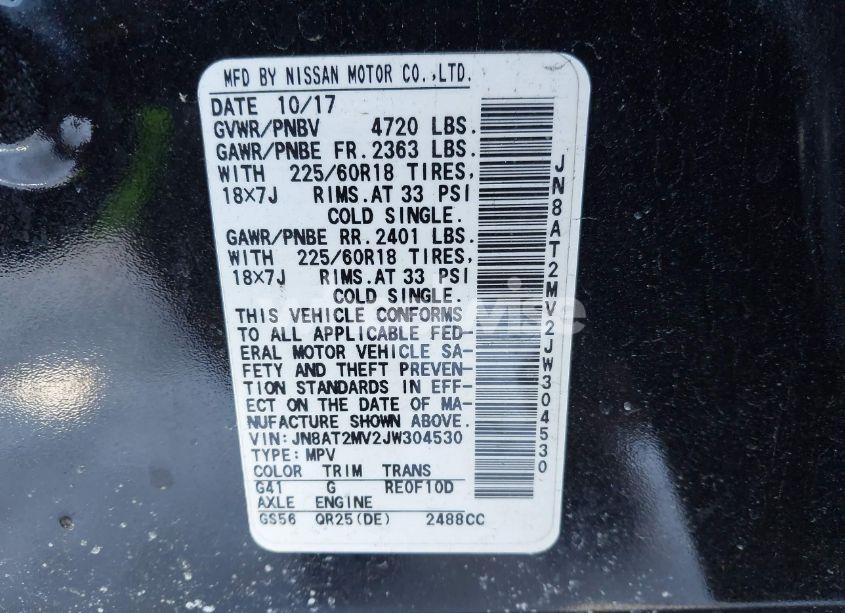 MFD BY NISSAN MOTOR CO.,LTD.
DATE 10/17
GVWR/PNBV 4720 LBS.
GAWR/PNBE FR.2363 LBS.
WITH 225/60R18 TIRES,
18×7J RIMS.AT 33 PSI
COLD SINGLE.
GAWR/PNBE RR.2401 LBS.
WITH 225/60R18 TIRES,
18×7J RIMS.AT 33 PSI
COLD SINGLE.
THIS VEHICLE CONFORMS
TO ALL APPLICABLE FED-
ERAL MOTOR VEHICLE SA-
FETY AND THEFT PREVEN-
TION STANDARDS IN EFF-
ECT ON THE DATE OF MA-
NUFACTURE SHOWN ABOVE.
VIN:JN8AT2MV2JW304530
TYPE:MPV
COLOR TRIM TRANS
G41 G RE0F10D
AXLE ENGINE
GS56 QR25(DE) 2488CC
JN8AT2MV2JW304530